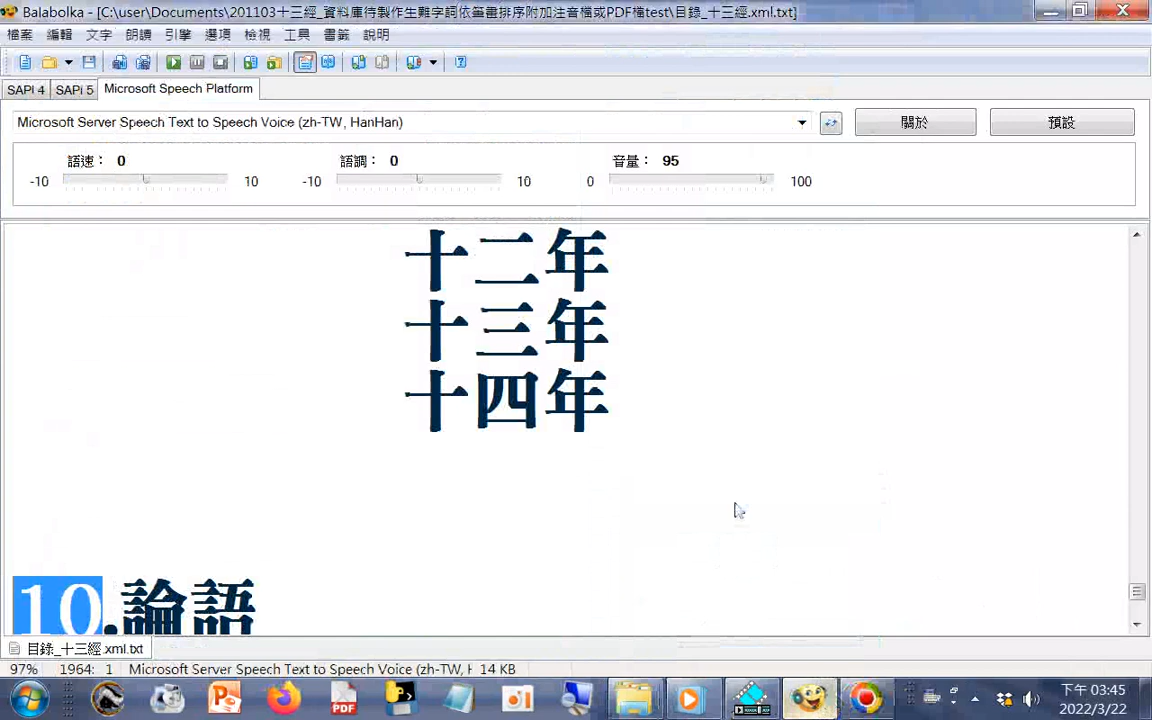 Balabolka - [C:\user\Documents\201103十三經_資料庫待製作生難字詞依筆畫排序附加注音檔或PDF檔test\目錄_十三經.xml.txt]
檔案 編輯 文字 朗讀 引擎 選項 檢視 工具 書籤 說明
SAPI 4 SAPI 5 Microsoft Speech Platform
Microsoft Server Speech Text to Speech Voice (zh-TW, HanHan) 關於 預設
語速： 0 語調： 0 音量： 95
-10 10 -10 10 0 100
十二年
十三年
十四年
10.論語
目錄_十三經.xml.txt
97% 1964: 1 Microsoft Server Speech Text to Speech Voice (zh-TW, H 14 KB
下午 03:45
2022/3/22